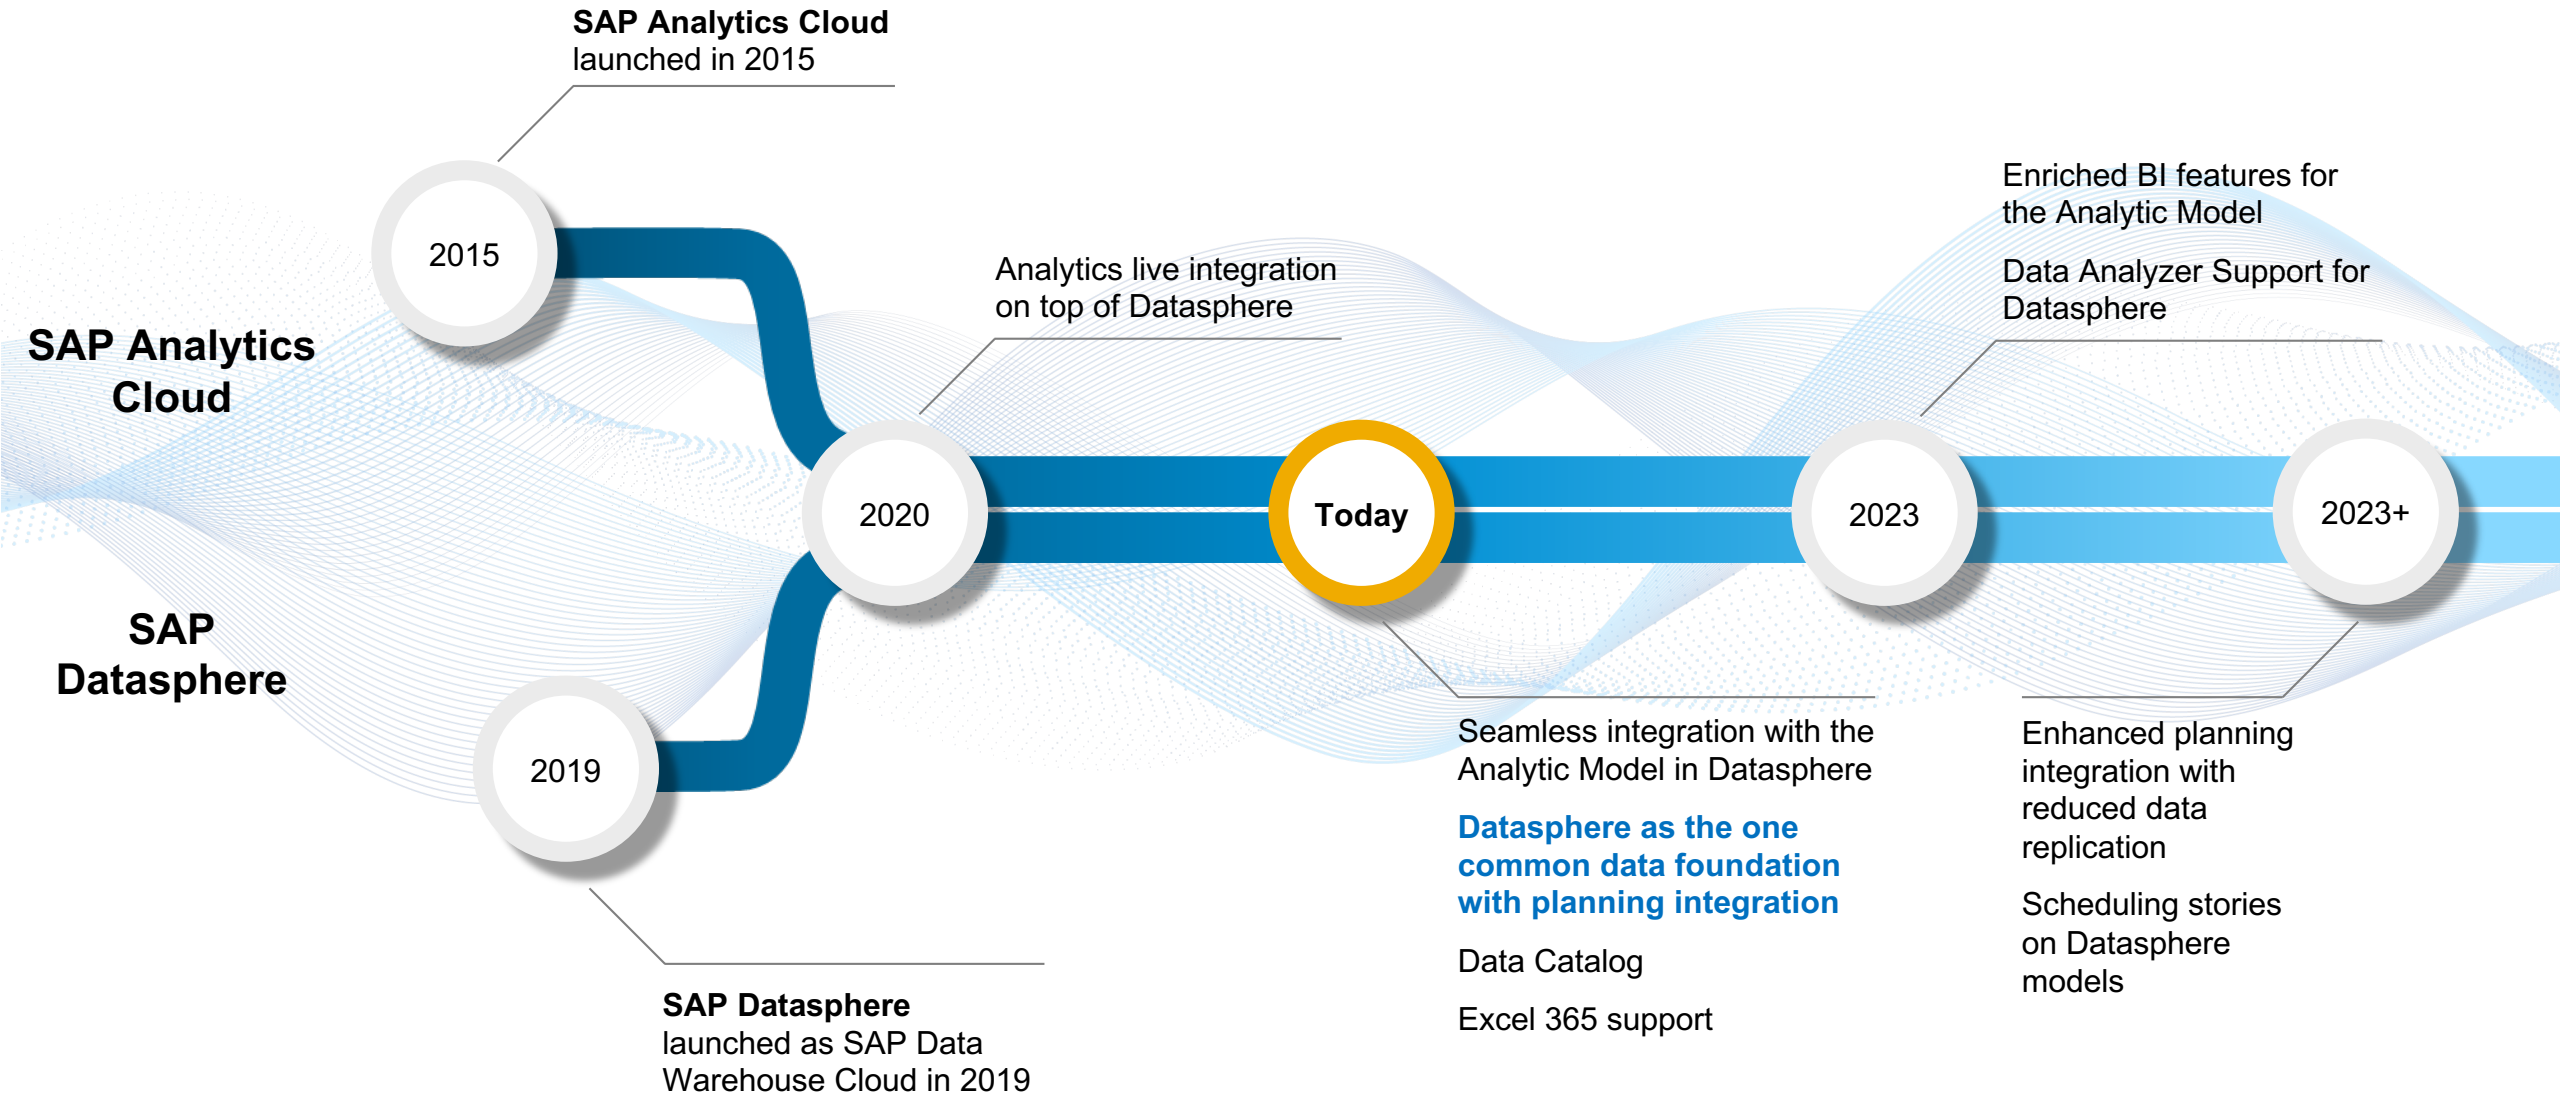 SAP Analytics Cloud
launched in 2015
2015
SAP Analytics
Cloud
Analytics live integration
on top of Datasphere
Enriched BI features for
the Analytic Model
Data Analyzer Support for
Datasphere
2020
Today
2023
2023+
SAP
Datasphere
2019
SAP Datasphere
launched as SAP Data
Warehouse Cloud in 2019
Seamless integration with the
Analytic Model in Datasphere
Datasphere as the one
common data foundation
with planning integration
Data Catalog
Excel 365 support
Enhanced planning
integration with
reduced data
replication
Scheduling stories
on Datasphere
models